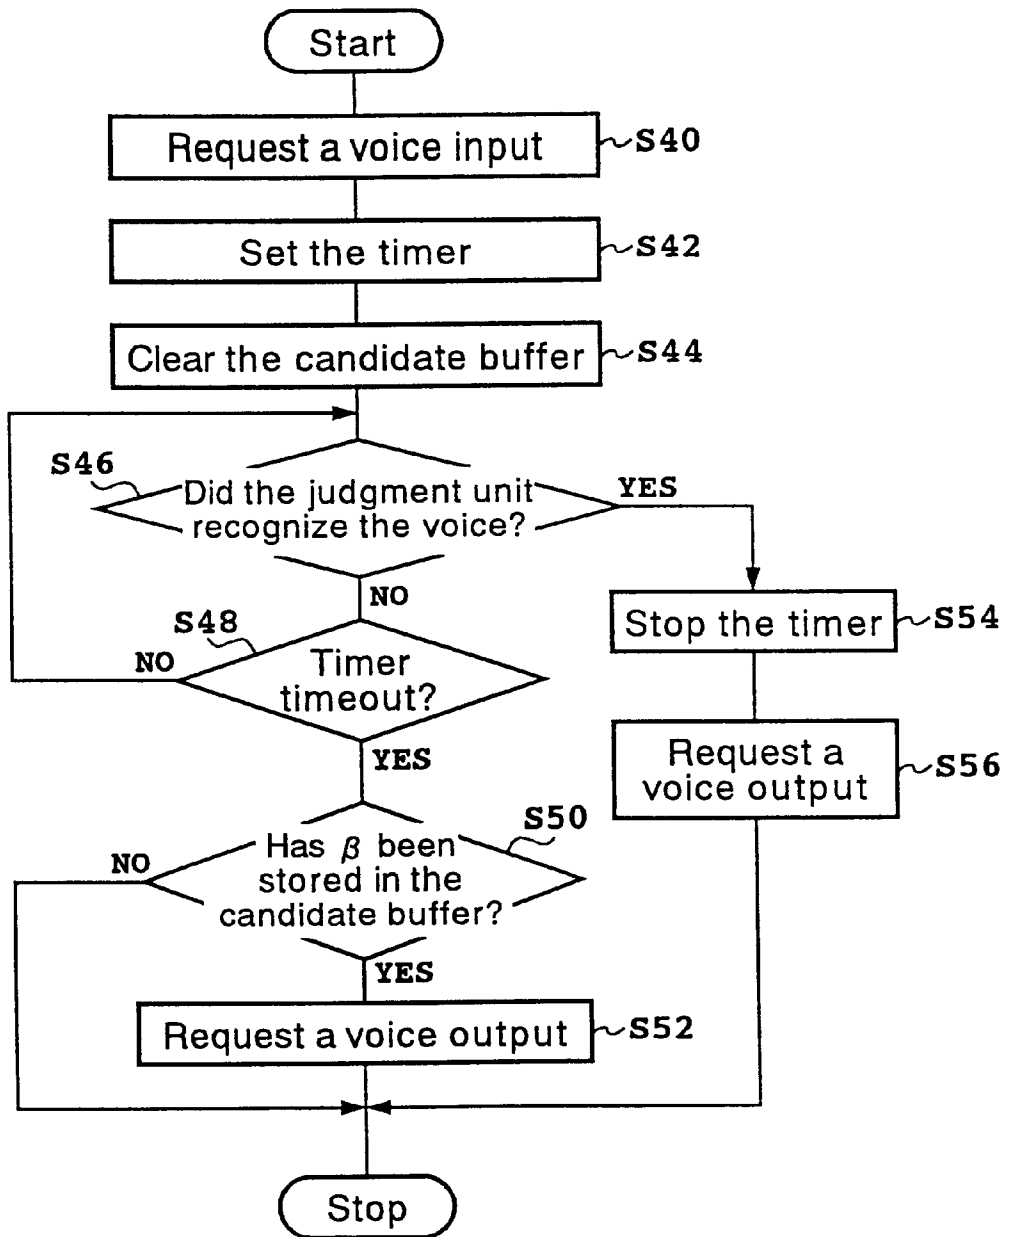 Start
Request a voice input
S40
Set the timer
S42
Clear the candidate buffer
S44
S46
Did the judgment unit
recognize the voice?
YES
NO
S48
Timer
timeout?
NO
YES
Stop the timer
S54
Request a
voice output
S56
S50
Has β been
stored in the
candidate buffer?
NO
YES
Request a voice output
S52
Stop